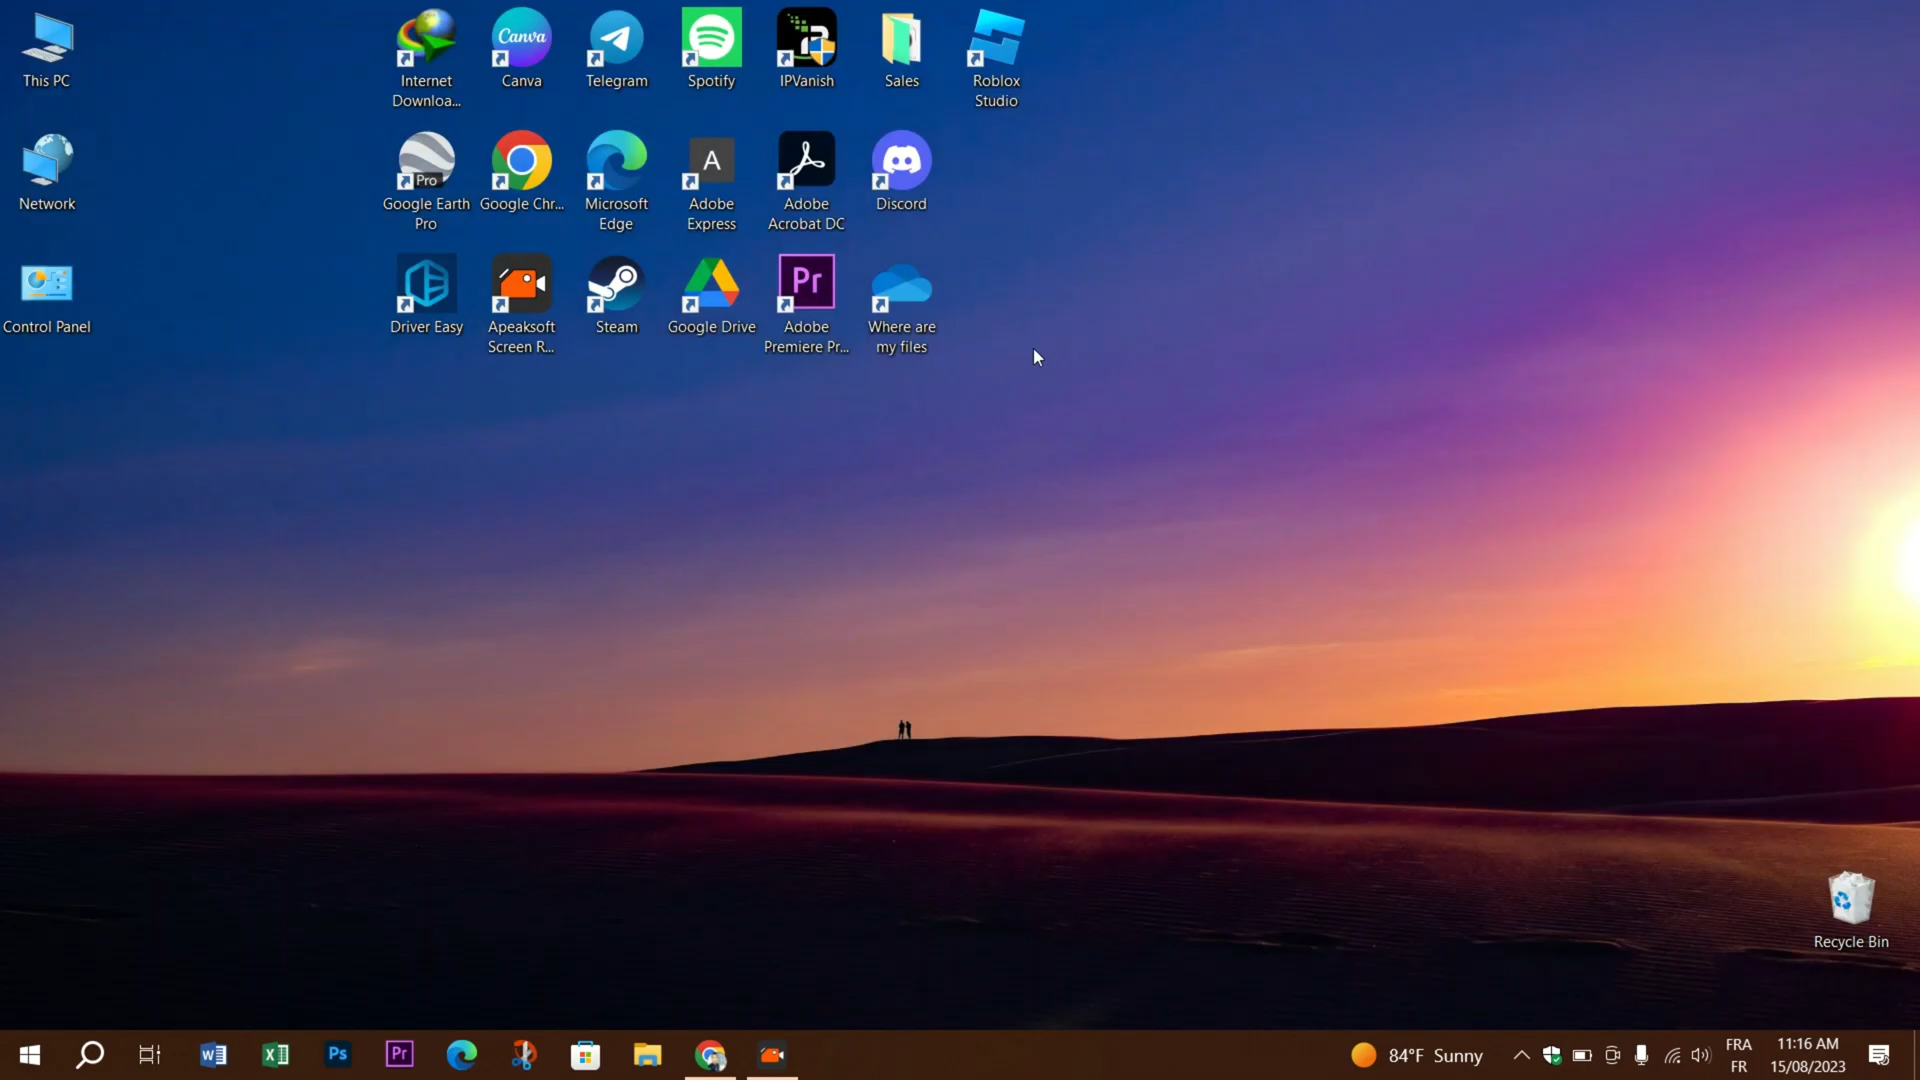 This PC
Internet
Downloa...
Canva
Canva
Telegram
Spotify
IPVanish
Sales
Roblox
Studio
Network
Pro
Google Earth
Pro
Google Chr...
Microsoft
Edge
A
Adobe
Express
Adobe
Acrobat DC
Discord
Control Panel
Driver Easy
Apeaksoft
Screen R...
Steam
Google Drive
Pr
Adobe
Premiere Pr...
Where are
my files
Recycle Bin
Ps
Pr
84°F Sunny
FRA
FR
11:16 AM
15/08/2023